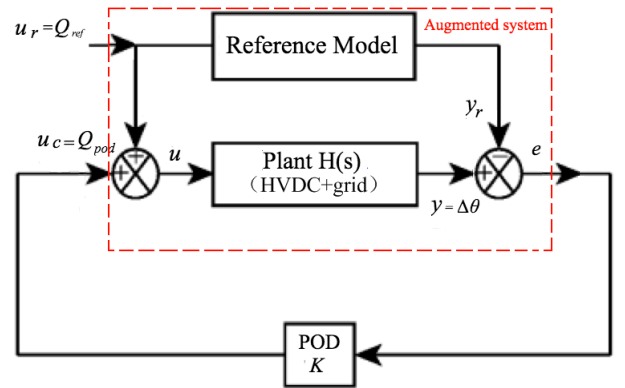 Augmented system
u r = Q ref
Reference Model
y r
u c = Q pod
+
−
+
u
Plant H(s)
（HVDC+grid）
+
e
y = Δθ
POD
K